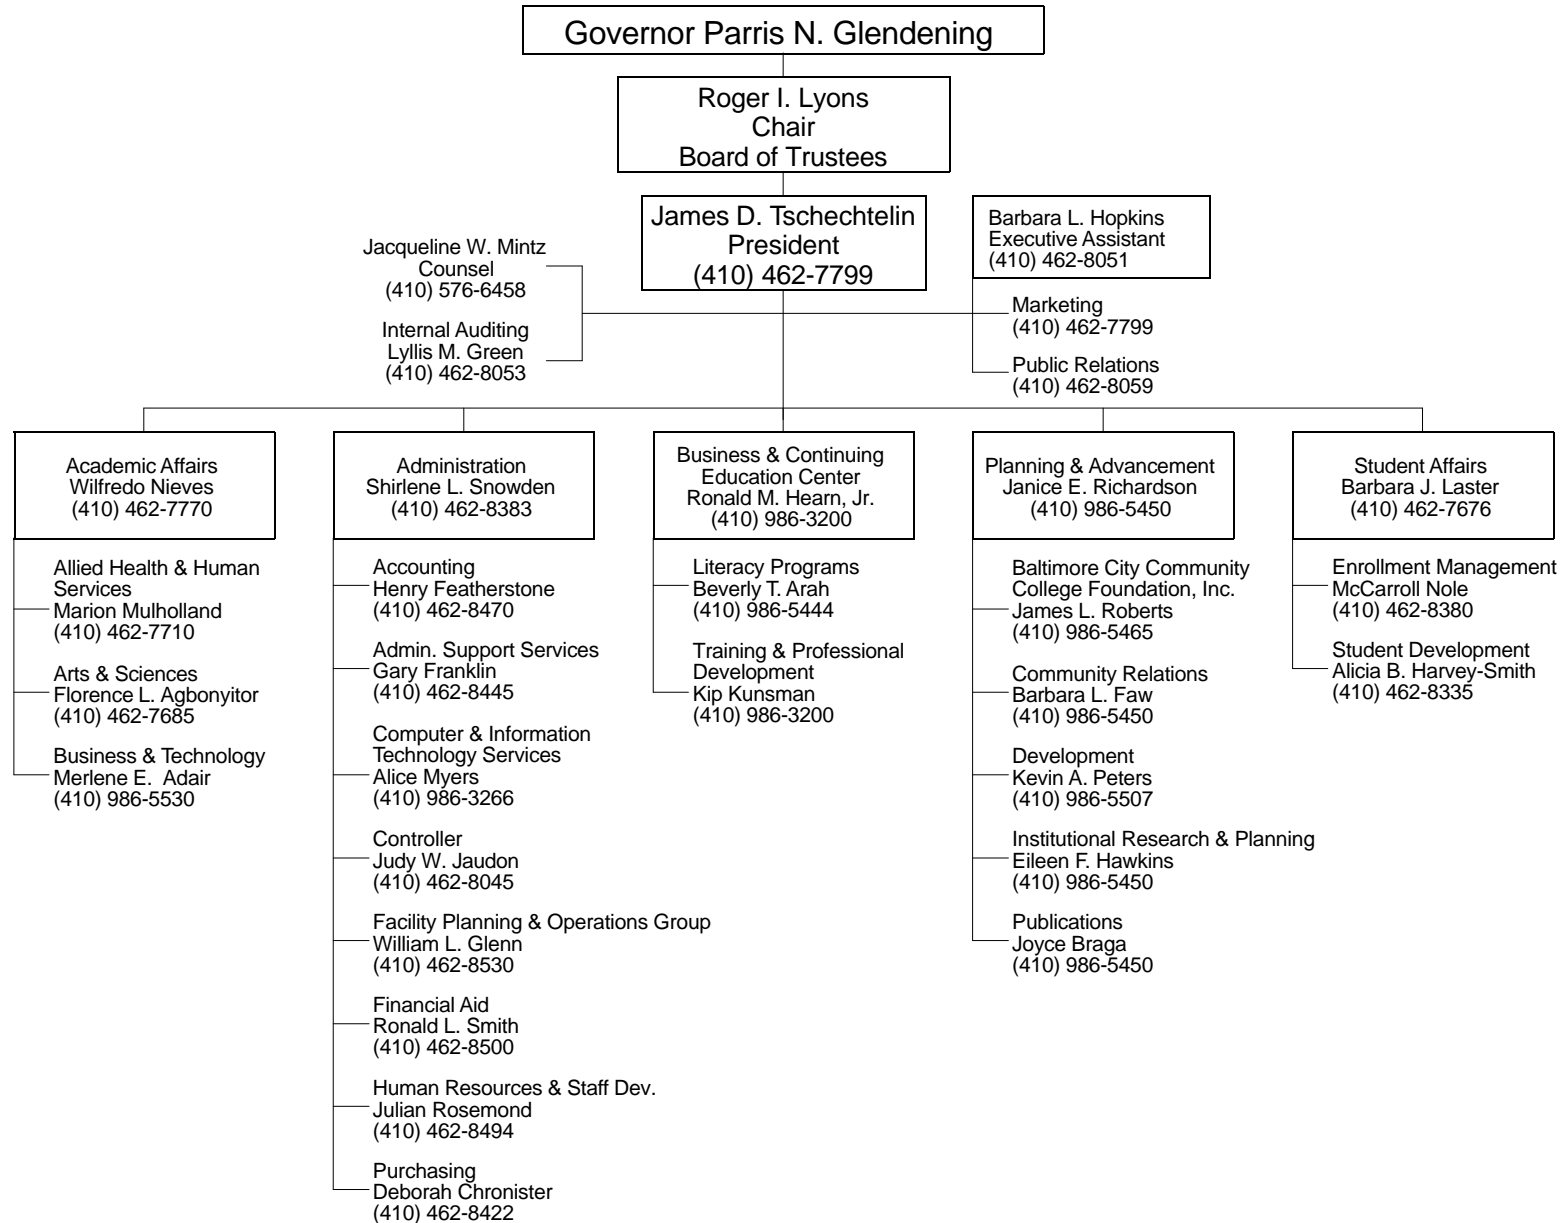 Governor Parris N. Glendening
Roger I. Lyons
Chair
Board of Trustees
James D. Tschechtelin
President
(410) 462-7799
Jacqueline W. Mintz
Counsel
(410) 576-6458
Internal Auditing
Lyllis M. Green
(410) 462-8053
Barbara L. Hopkins
Executive Assistant
(410) 462-8051
Marketing
(410) 462-7799
Public Relations
(410) 462-8059
Academic Affairs
Wilfredo Nieves
(410) 462-7770
Allied Health & Human
Services
Marion Mulholland
(410) 462-7710
Arts & Sciences
Florence L. Agbonyitor
(410) 462-7685
Business & Technology
Merlene E. Adair
(410) 986-5530
Administration
Shirlene L. Snowden
(410) 462-8383
Accounting
Henry Featherstone
(410) 462-8470
Admin. Support Services
Gary Franklin
(410) 462-8445
Computer & Information
Technology Services
Alice Myers
(410) 986-3266
Controller
Judy W. Jaudon
(410) 462-8045
Facility Planning & Operations Group
William L. Glenn
(410) 462-8530
Financial Aid
Ronald L. Smith
(410) 462-8500
Human Resources & Staff Dev.
Julian Rosemond
(410) 462-8494
Purchasing
Deborah Chronister
(410) 462-8422
Business & Continuing
Education Center
Ronald M. Hearn, Jr.
(410) 986-3200
Literacy Programs
Beverly T. Arah
(410) 986-5444
Training & Professional
Development
Kip Kunsman
(410) 986-3200
Planning & Advancement
Janice E. Richardson
(410) 986-5450
Baltimore City Community
College Foundation, Inc.
James L. Roberts
(410) 986-5465
Community Relations
Barbara L. Faw
(410) 986-5450
Development
Kevin A. Peters
(410) 986-5507
Institutional Research & Planning
Eileen F. Hawkins
(410) 986-5450
Publications
Joyce Braga
(410) 986-5450
Student Affairs
Barbara J. Laster
(410) 462-7676
Enrollment Management
McCarroll Nole
(410) 462-8380
Student Development
Alicia B. Harvey-Smith
(410) 462-8335